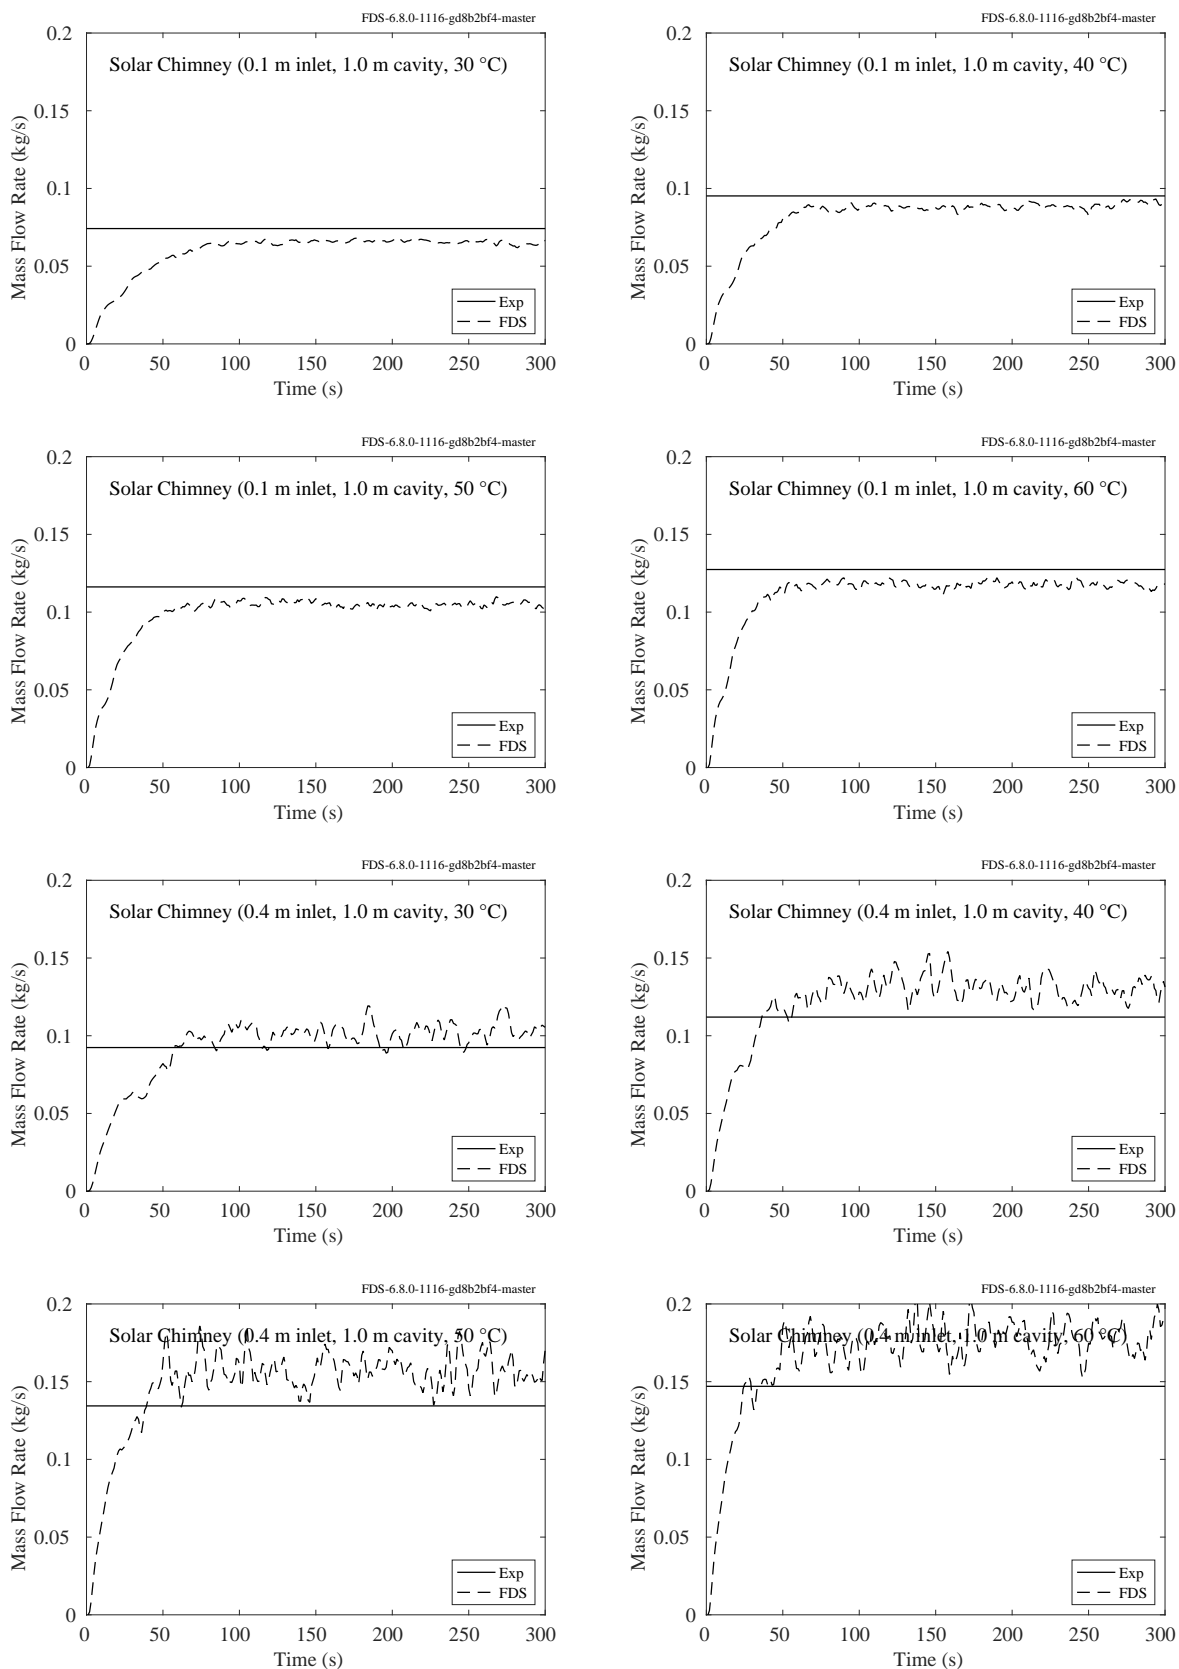 FDS-6.8.0-1116-gd8b2bf4-master
Solar Chimney (0.1 m inlet, 1.0 m cavity, 30 °C)
Mass Flow Rate (kg/s)
0.2
0.15
0.1
0.05
0
Exp
FDS
0 50 100 150 200 250 300
Time (s)
FDS-6.8.0-1116-gd8b2bf4-master
Solar Chimney (0.1 m inlet, 1.0 m cavity, 40 °C)
Mass Flow Rate (kg/s)
0.2
0.15
0.1
0.05
0
Exp
FDS
0 50 100 150 200 250 300
Time (s)
FDS-6.8.0-1116-gd8b2bf4-master
Solar Chimney (0.1 m inlet, 1.0 m cavity, 50 °C)
Mass Flow Rate (kg/s)
0.2
0.15
0.1
0.05
0
Exp
FDS
0 50 100 150 200 250 300
Time (s)
FDS-6.8.0-1116-gd8b2bf4-master
Solar Chimney (0.1 m inlet, 1.0 m cavity, 60 °C)
Mass Flow Rate (kg/s)
0.2
0.15
0.1
0.05
0
Exp
FDS
0 50 100 150 200 250 300
Time (s)
FDS-6.8.0-1116-gd8b2bf4-master
Solar Chimney (0.4 m inlet, 1.0 m cavity, 30 °C)
Mass Flow Rate (kg/s)
0.2
0.15
0.1
0.05
0
Exp
FDS
0 50 100 150 200 250 300
Time (s)
FDS-6.8.0-1116-gd8b2bf4-master
Solar Chimney (0.4 m inlet, 1.0 m cavity, 40 °C)
Mass Flow Rate (kg/s)
0.2
0.15
0.1
0.05
0
Exp
FDS
0 50 100 150 200 250 300
Time (s)
FDS-6.8.0-1116-gd8b2bf4-master
Solar Chimney (0.4 m inlet, 1.0 m cavity, 50 °C)
Mass Flow Rate (kg/s)
0.2
0.15
0.1
0.05
0
Exp
FDS
0 50 100 150 200 250 300
Time (s)
FDS-6.8.0-1116-gd8b2bf4-master
Solar Chimney (0.4 m inlet, 1.0 m cavity, 60 °C)
Mass Flow Rate (kg/s)
0.2
0.15
0.1
0.05
0
Exp
FDS
0 50 100 150 200 250 300
Time (s)